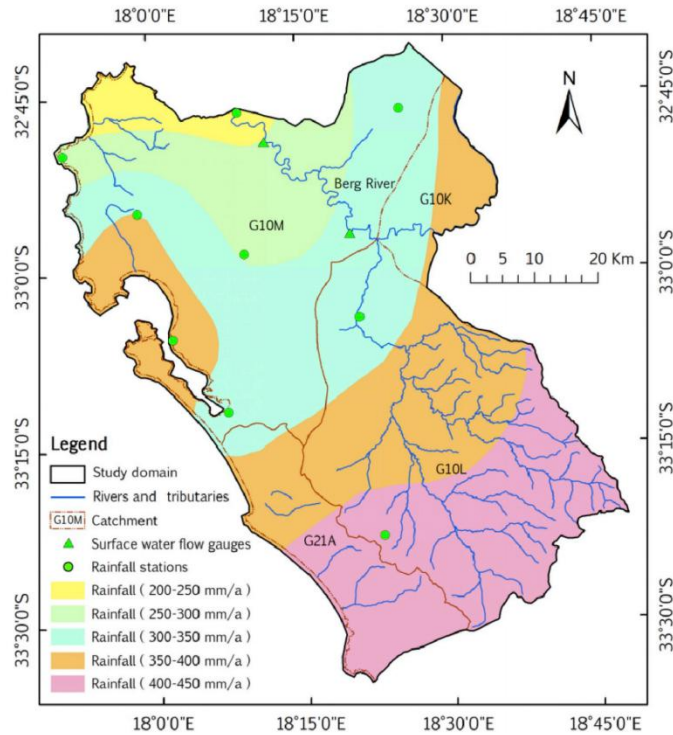 18°0'0"E 18°15'0"E 18°30'0"E 18°45'0"E
32°45'0"S
33°0'0"S
33°15'0"S
33°30'0"S
N
32°45'0"S
33°0'0"S
33°15'0"S
33°30'0"S
Berg River
G10K
G10M
0 5 10 20 Km
G10L
G21A
Legend
Study domain
Rivers and tributaries
G10M Catchment
Surface water flow gauges
Rainfall stations
Rainfall ( 200-250 mm/a )
Rainfall ( 250-300 mm/a )
Rainfall ( 300-350 mm/a )
Rainfall ( 350-400 mm/a )
Rainfall ( 400-450 mm/a )
18°0'0"E 18°15'0"E 18°30'0"E 18°45'0"E